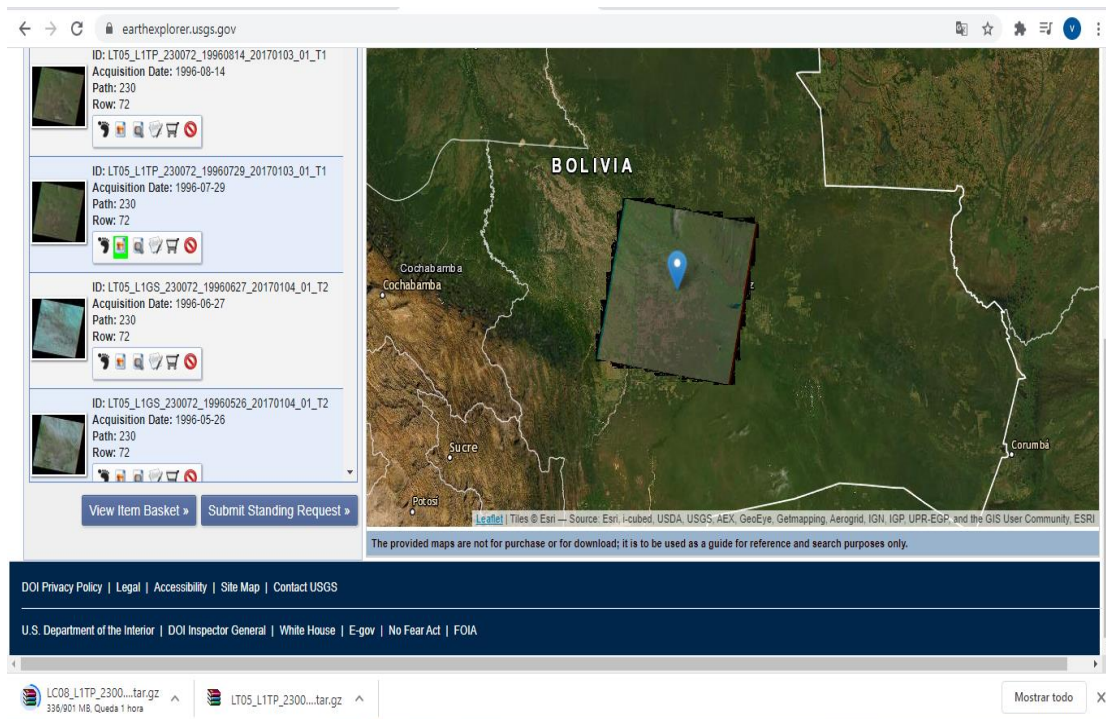 earthexplorer.usgs.gov
V
ID: LT05_L1TP_230072_19960814_20170103_01_T1
Acquisition Date: 1996-08-14
Path: 230
Row: 72
ID: LT05_L1TP_230072_19960729_20170103_01_T1
Acquisition Date: 1996-07-29
Path: 230
Row: 72
ID: LT05_L1GS_230072_19960627_20170104_01_T2
Acquisition Date: 1996-06-27
Path: 230
Row: 72
ID: LT05_L1GS_230072_19960526_20170104_01_T2
Acquisition Date: 1996-05-26
Path: 230
Row: 72
View Item Basket »
Submit Standing Request »
BOLIVIA
Cochabamba
Cochabamba
z
Sucre
Potosí
Corumbá
Leaflet | Tiles © Esri — Source: Esri, i-cubed, USDA, USGS, AEX, GeoEye, Getmapping, Aerogrid, IGN, IGP, UPR-EGP, and the GIS User Community, ESRI
The provided maps are not for purchase or for download; it is to be used as a guide for reference and search purposes only.
DOI Privacy Policy | Legal | Accessibility | Site Map | Contact USGS
U.S. Department of the Interior | DOI Inspector General | White House | E-gov | No Fear Act | FOIA
LC08_L1TP_2300....tar.gz
336/901 MB, Queda 1 hora
LT05_L1TP_2300....tar.gz
Mostrar todo